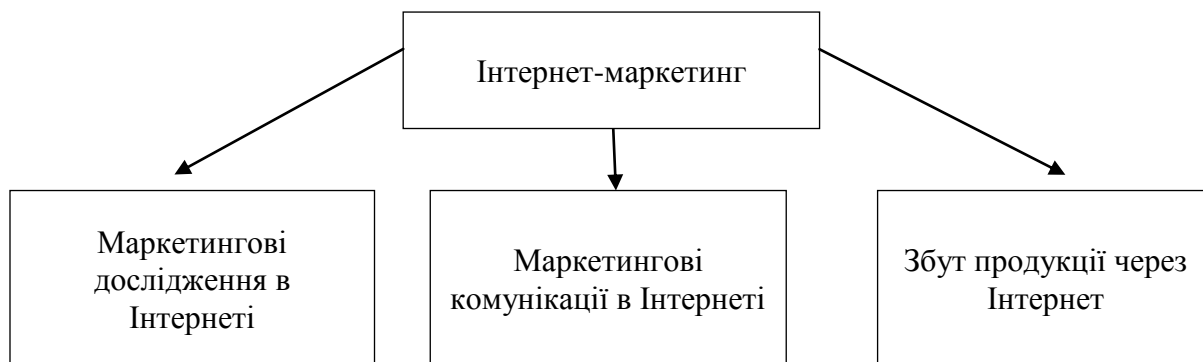 Інтернет-маркетинг
Маркетингові
дослідження в
Інтернеті
Маркетингові
комунікації в Інтернеті
Збут продукції через
Інтернет